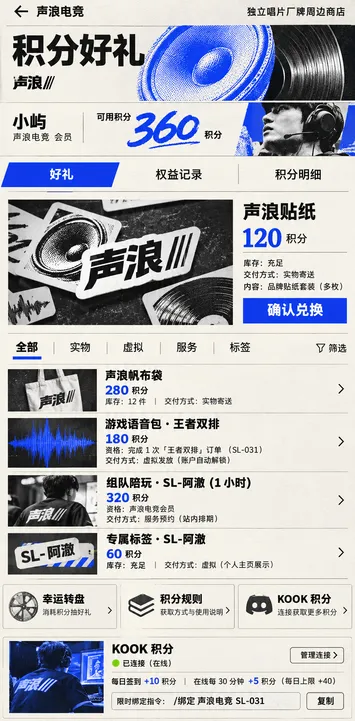 声浪电竞
独立唱片厂牌周边商店
积分好礼
声浪
小屿
声浪电竞 会员
可用积分
360 积分
好礼
权益记录
积分明细
声浪
声浪贴纸
120 积分
库存：充足
交付方式：实物寄送
内容：品牌贴纸套装（多枚）
确认兑换
全部
实物
虚拟
服务
标签
筛选
声浪
声浪帆布袋
280 积分
库存：12 件 | 交付方式：实物寄送
游戏语音包·王者双排
180 积分
资格：完成 1 次「王者双排」订单 （SL-031）
交付方式：虚拟发放（账户自动解锁）
声浪
组队陪玩·SL-阿澈 (1 小时)
320 积分
资格：声浪电竞会员
交付方式：服务预约（站内排期）
SL-阿澈
专属标签·SL-阿澈
60 积分
库存：充足 | 交付方式：虚拟（个人主页展示）
幸运转盘
消耗积分抽好礼
积分规则
获取方式与使用说明
KOOK 积分
连接获取更多积分
声浪
KOOK 积分
已连接（在线）
管理连接
每日签到 +10 积分 | 在线每 30 分钟 +5 积分（每日上限 +40）
限时绑定指令： /绑定 声浪电竞 SL-031
复制